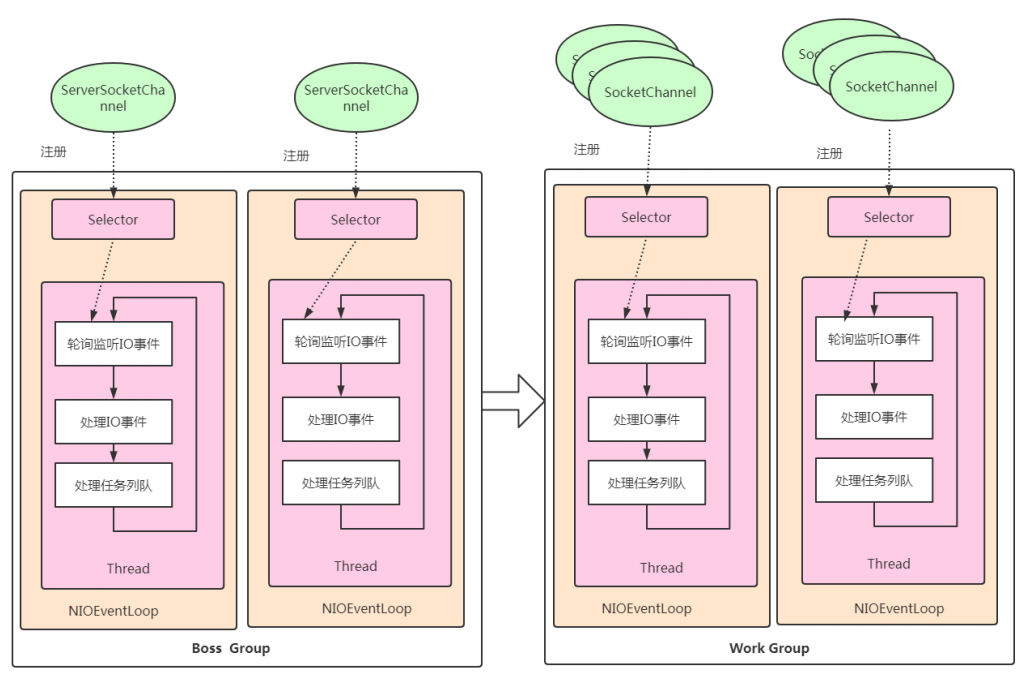 ServerSocketCha
nnel
注册
Selector
轮询监听IO事件
处理IO事件
处理任务列队
Thread
NIOEventLoop
ServerSocketCha
nnel
注册
Selector
轮询监听IO事件
处理IO事件
处理任务列队
Thread
NIOEventLoop
Boss Group
SocketChannel
注册
Selector
轮询监听IO事件
处理IO事件
处理任务列队
Thread
NIOEventLoop
Soc
SocketChannel
注册
Selector
轮询监听IO事件
处理IO事件
处理任务列队
Thread
NIOEventLoop
Work Group